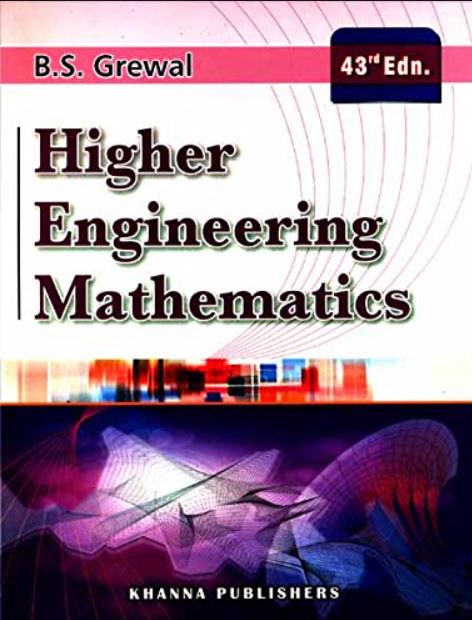 B.S. Grewal
43rd Edn.
Higher
Engineering
Mathematics
KHANNA PUBLISHERS